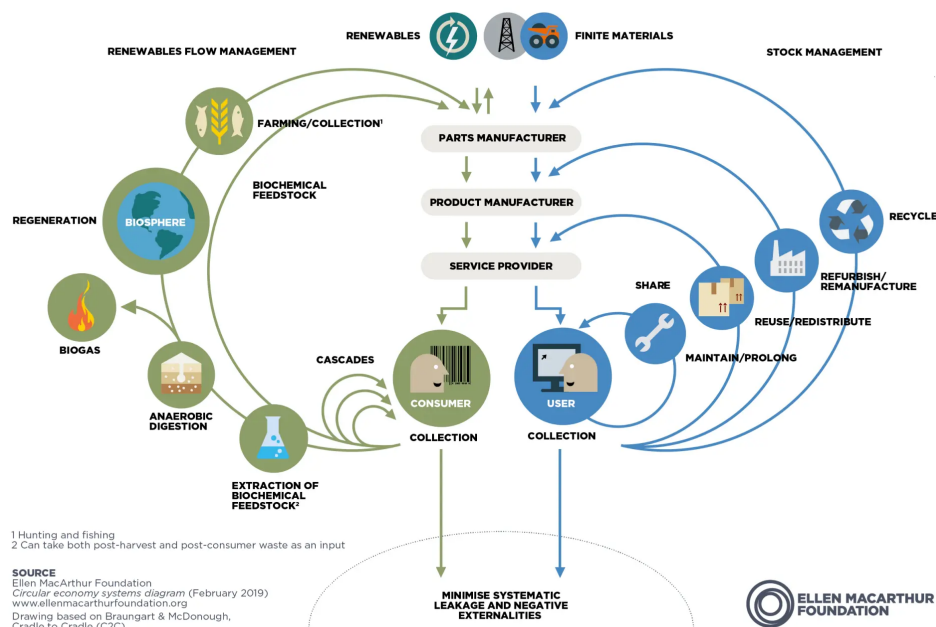 RENEWABLES
FINITE MATERIALS
RENEWABLES FLOW MANAGEMENT
STOCK MANAGEMENT
FARMING/COLLECTION¹
PARTS MANUFACTURER
BIOCHEMICAL
FEEDSTOCK
PRODUCT MANUFACTURER
REGENERATION
BIOSPHERE
RECYCLE
SERVICE PROVIDER
REFURBISH/
REMANUFACTURE
SHARE
REUSE/REDISTRIBUTE
BIOGAS
CASCADES
MAINTAIN/PROLONG
CONSUMER
USER
ANAEROBIC
DIGESTION
COLLECTION
COLLECTION
EXTRACTION OF
BIOCHEMICAL
FEEDSTOCK²
1 Hunting and fishing
2 Can take both post-harvest and post-consumer waste as an input
SOURCE
Ellen MacArthur Foundation
Circular economy systems diagram (February 2019)
www.ellenmacarthurfoundation.org
Drawing based on Braungart & McDonough,
Cradle to Cradle (C2C)
MINIMISE SYSTEMATIC
LEAKAGE AND NEGATIVE
EXTERNALITIES
ELLEN MACARTHUR
FOUNDATION